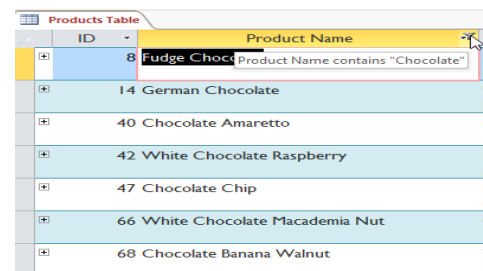 Products Table
ID Product Name
8 Fudge Choco
Product Name contains "Chocolate"
14 German Chocolate
40 Chocolate Amaretto
42 White Chocolate Raspberry
47 Chocolate Chip
66 White Chocolate Macademia Nut
68 Chocolate Banana Walnut